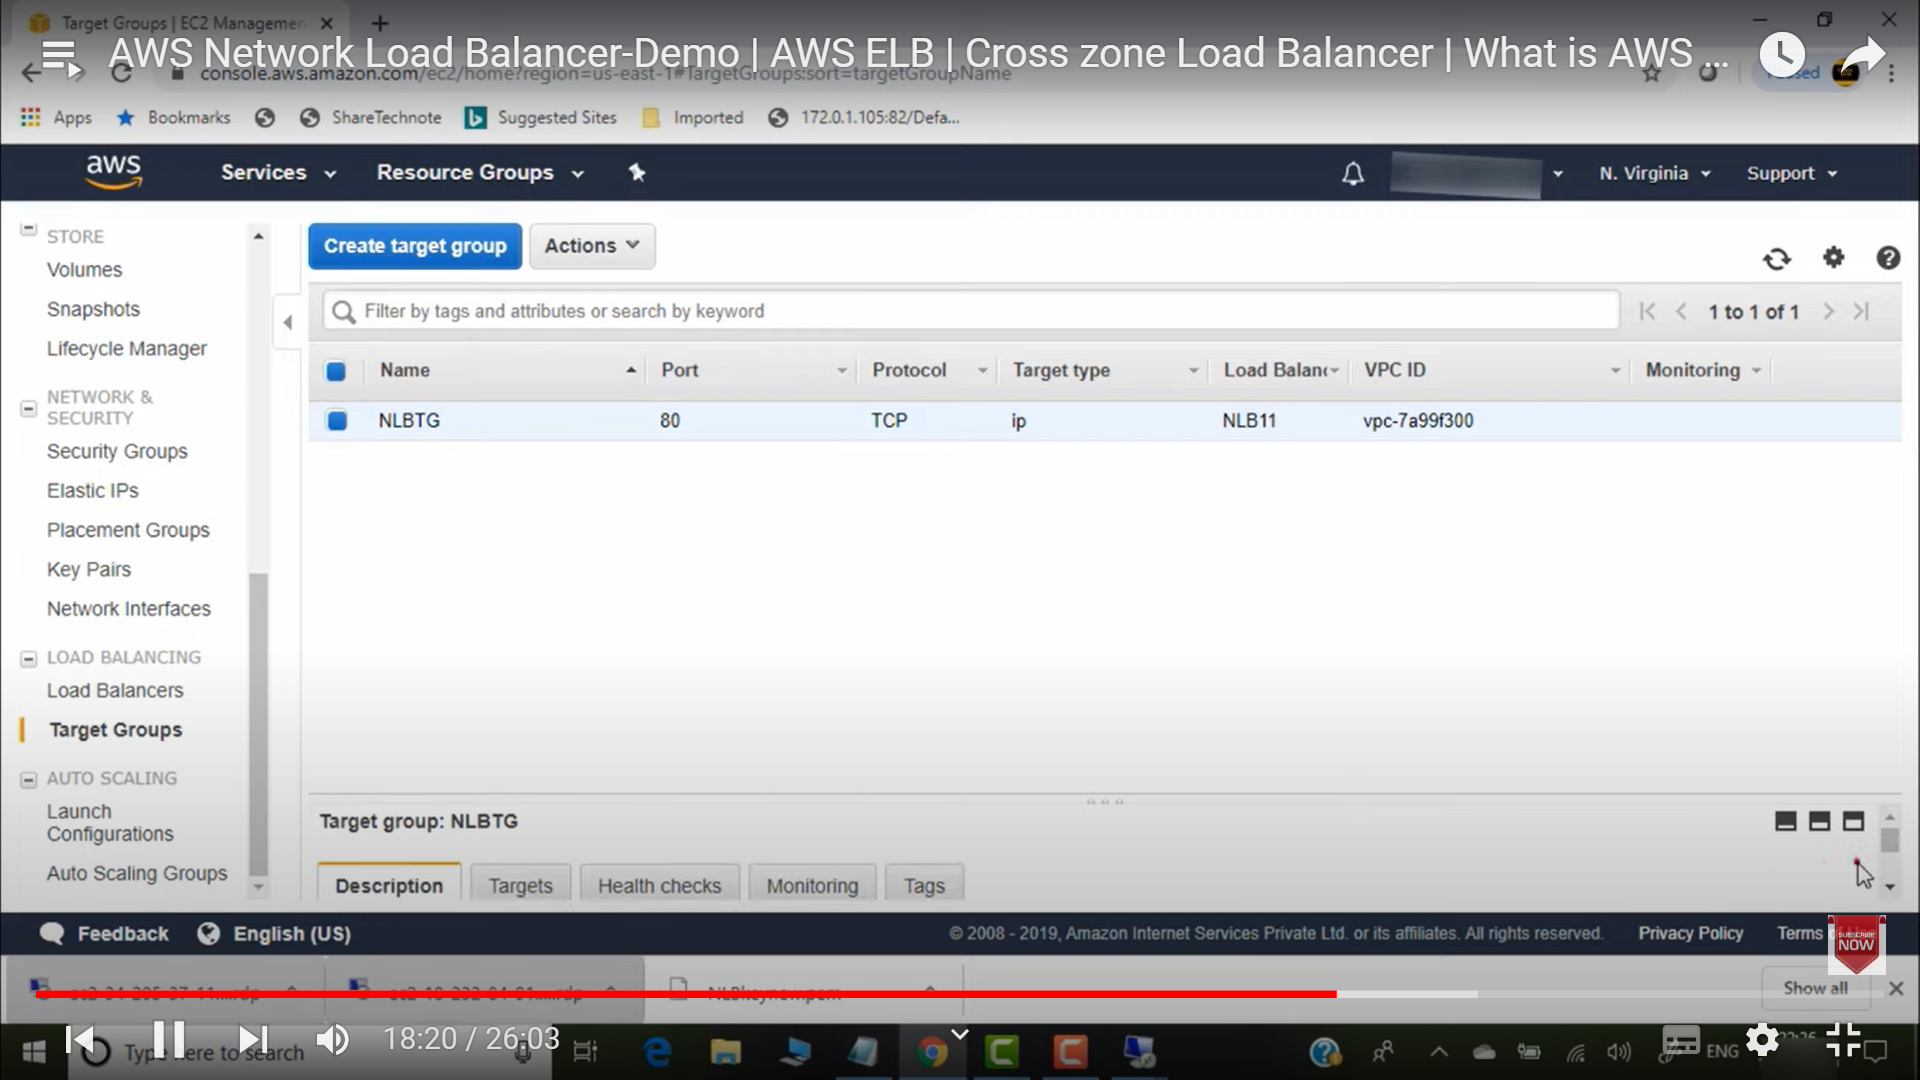 Target Groups | EC2 Managemen
AWS Network Load Balancer-Demo | AWS ELB | Cross zone Load Balancer | What is AWS ...
console.aws.amazon.com/ec2/home?region=us-east-1#TargetGroups:sort=targetGroupName
Apps Bookmarks ShareTechnote Suggested Sites Imported 172.0.1.105:82/Defa...
aws Services Resource Groups N. Virginia Support
STORE
Volumes
Snapshots
Lifecycle Manager
NETWORK &
SECURITY
Security Groups
Elastic IPs
Placement Groups
Key Pairs
Network Interfaces
LOAD BALANCING
Load Balancers
Target Groups
AUTO SCALING
Launch
Configurations
Auto Scaling Groups
Create target group Actions
Filter by tags and attributes or search by keyword 1 to 1 of 1
Name Port Protocol Target type Load Balanc VPC ID Monitoring
NLBTG 80 TCP ip NLB11 vpc-7a99f300
Target group: NLBTG
Description Targets Health checks Monitoring Tags
Feedback English (US) © 2008 - 2019, Amazon Internet Services Private Ltd. or its affiliates. All rights reserved. Privacy Policy Terms
SUBSCRIBE
NOW
NLBkeynew.pem
Show all
18:20 / 26:03
Type here to search
ENG